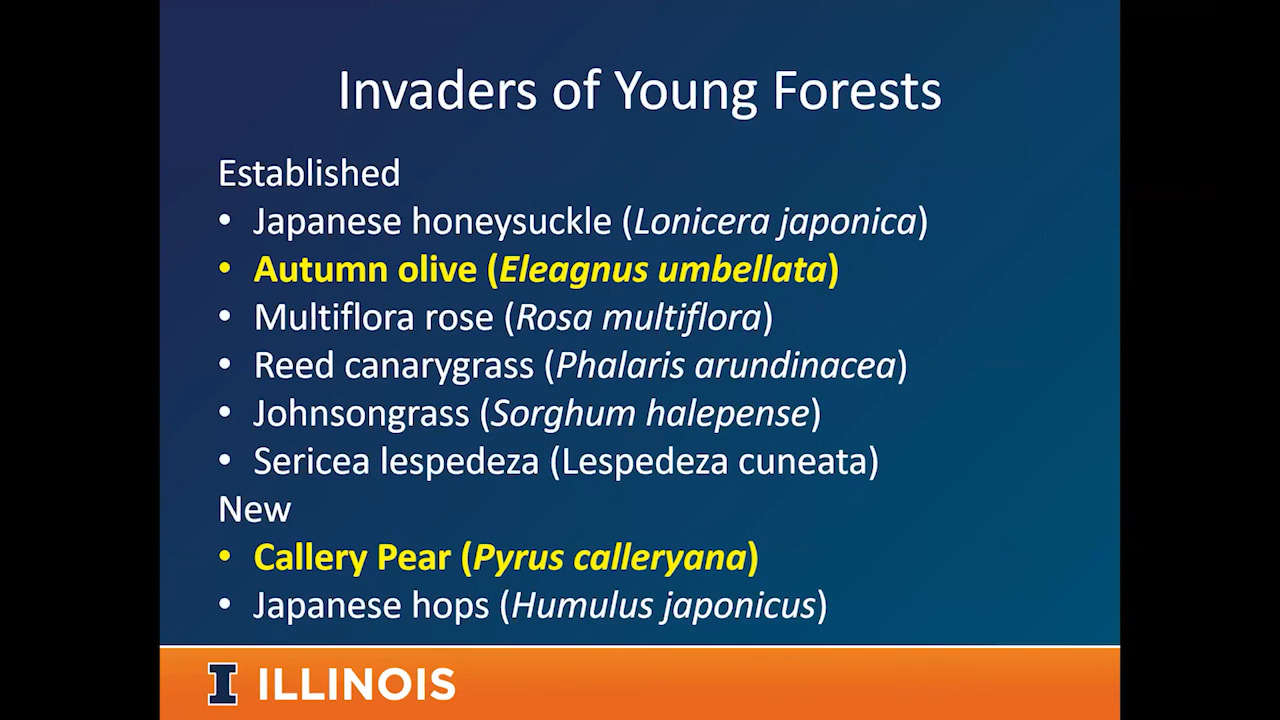 Invaders of Young Forests
Established
• Japanese honeysuckle (Lonicera japonica)
• Autumn olive (Eleagnus umbellata)
• Multiflora rose (Rosa multiflora)
• Reed canarygrass (Phalaris arundinacea)
• Johnsongrass (Sorghum halepense)
• Sericea lespedeza (Lespedeza cuneata)
New
• Callery Pear (Pyrus calleryana)
• Japanese hops (Humulus japonicus)
I ILLINOIS